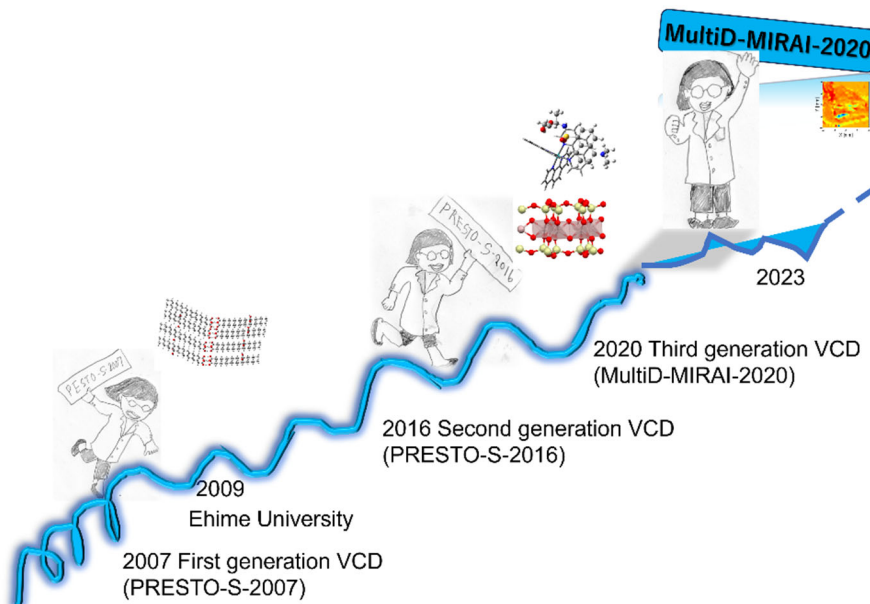 MultiD-MIRAI-2020
PRESTO-S-2016
2023
2020 Third generation VCD
(MultiD-MIRAI-2020)
PESTO-S-2007
2016 Second generation VCD
(PRESTO-S-2016)
2009
Ehime University
2007 First generation VCD
(PRESTO-S-2007)